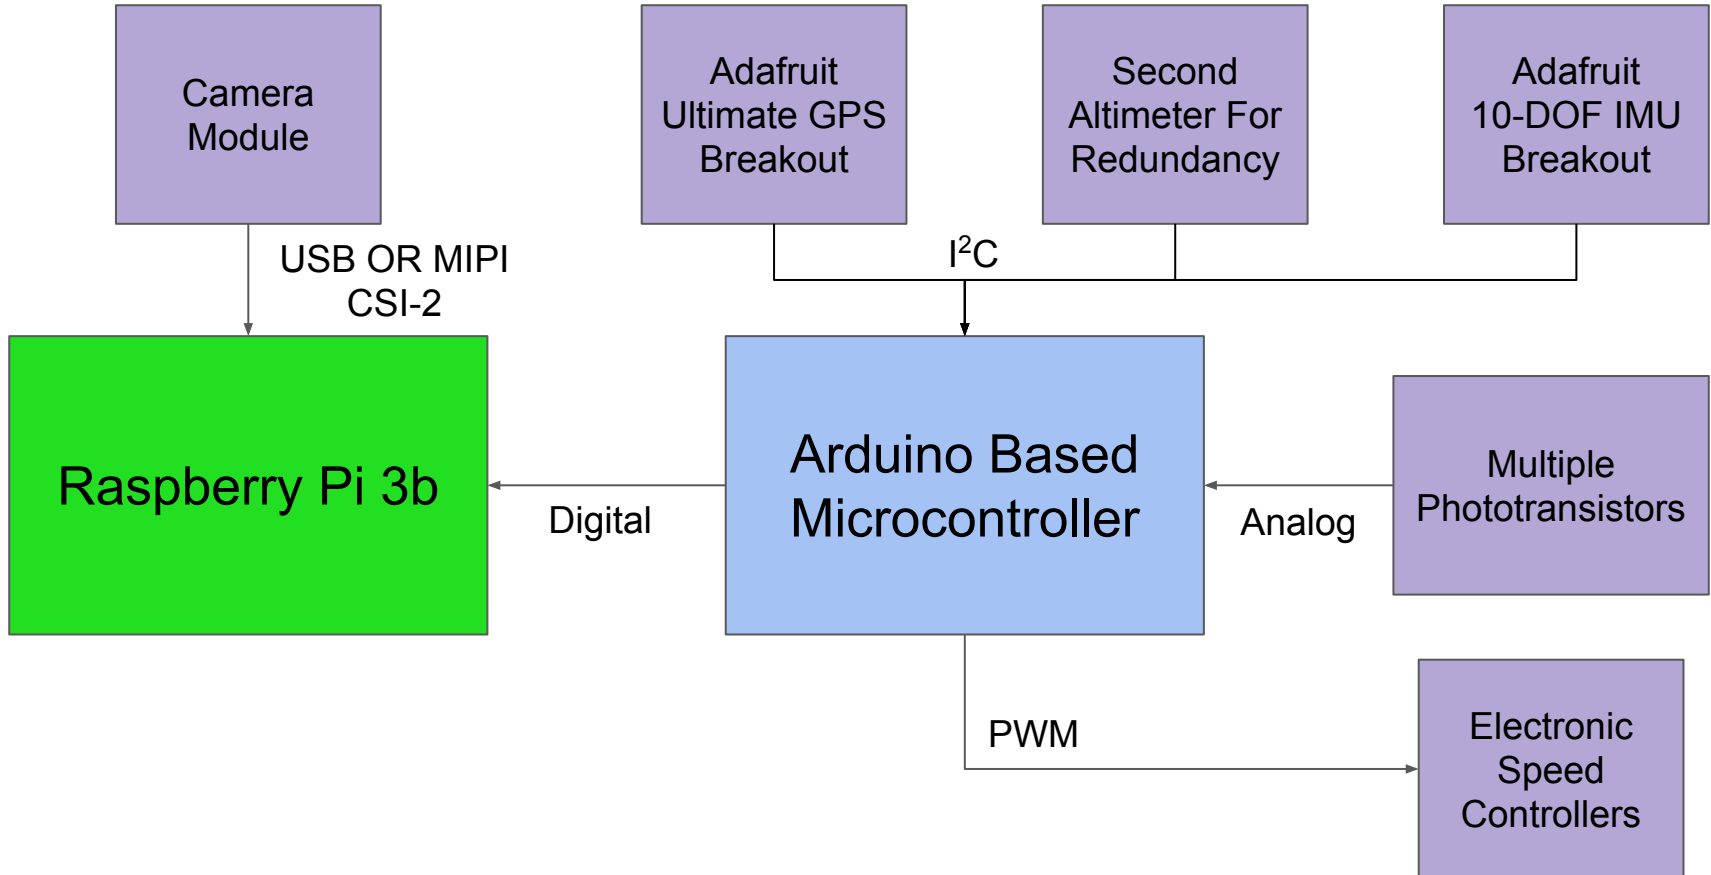 Camera
Module
Adafruit
Ultimate GPS
Breakout
Second
Altimeter For
Redundancy
Adafruit
10-DOF IMU
Breakout
USB OR MIPI
CSI-2
I²C
Raspberry Pi 3b
Digital
Arduino Based
Microcontroller
Analog
Multiple
Phototransistors
PWM
Electronic
Speed
Controllers